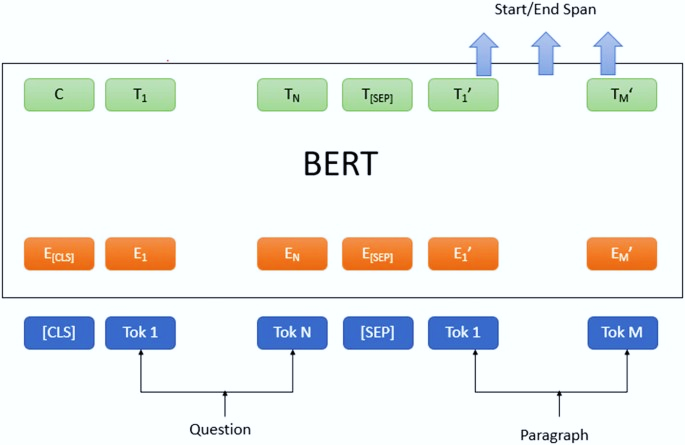 Start/End Span
C T1 TN T[SEP] T1’ TM‘
BERT
E[CLS] E1 EN E[SEP] E1’ EM’
[CLS] Tok 1 Tok N [SEP] Tok 1 Tok M
Question
Paragraph